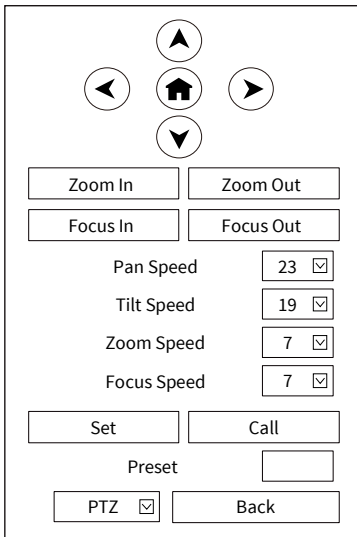 Zoom In Zoom Out
Focus In Focus Out
Pan Speed 23
Tilt Speed 19
Zoom Speed 7
Focus Speed 7
Set Call
Preset
PTZ Back